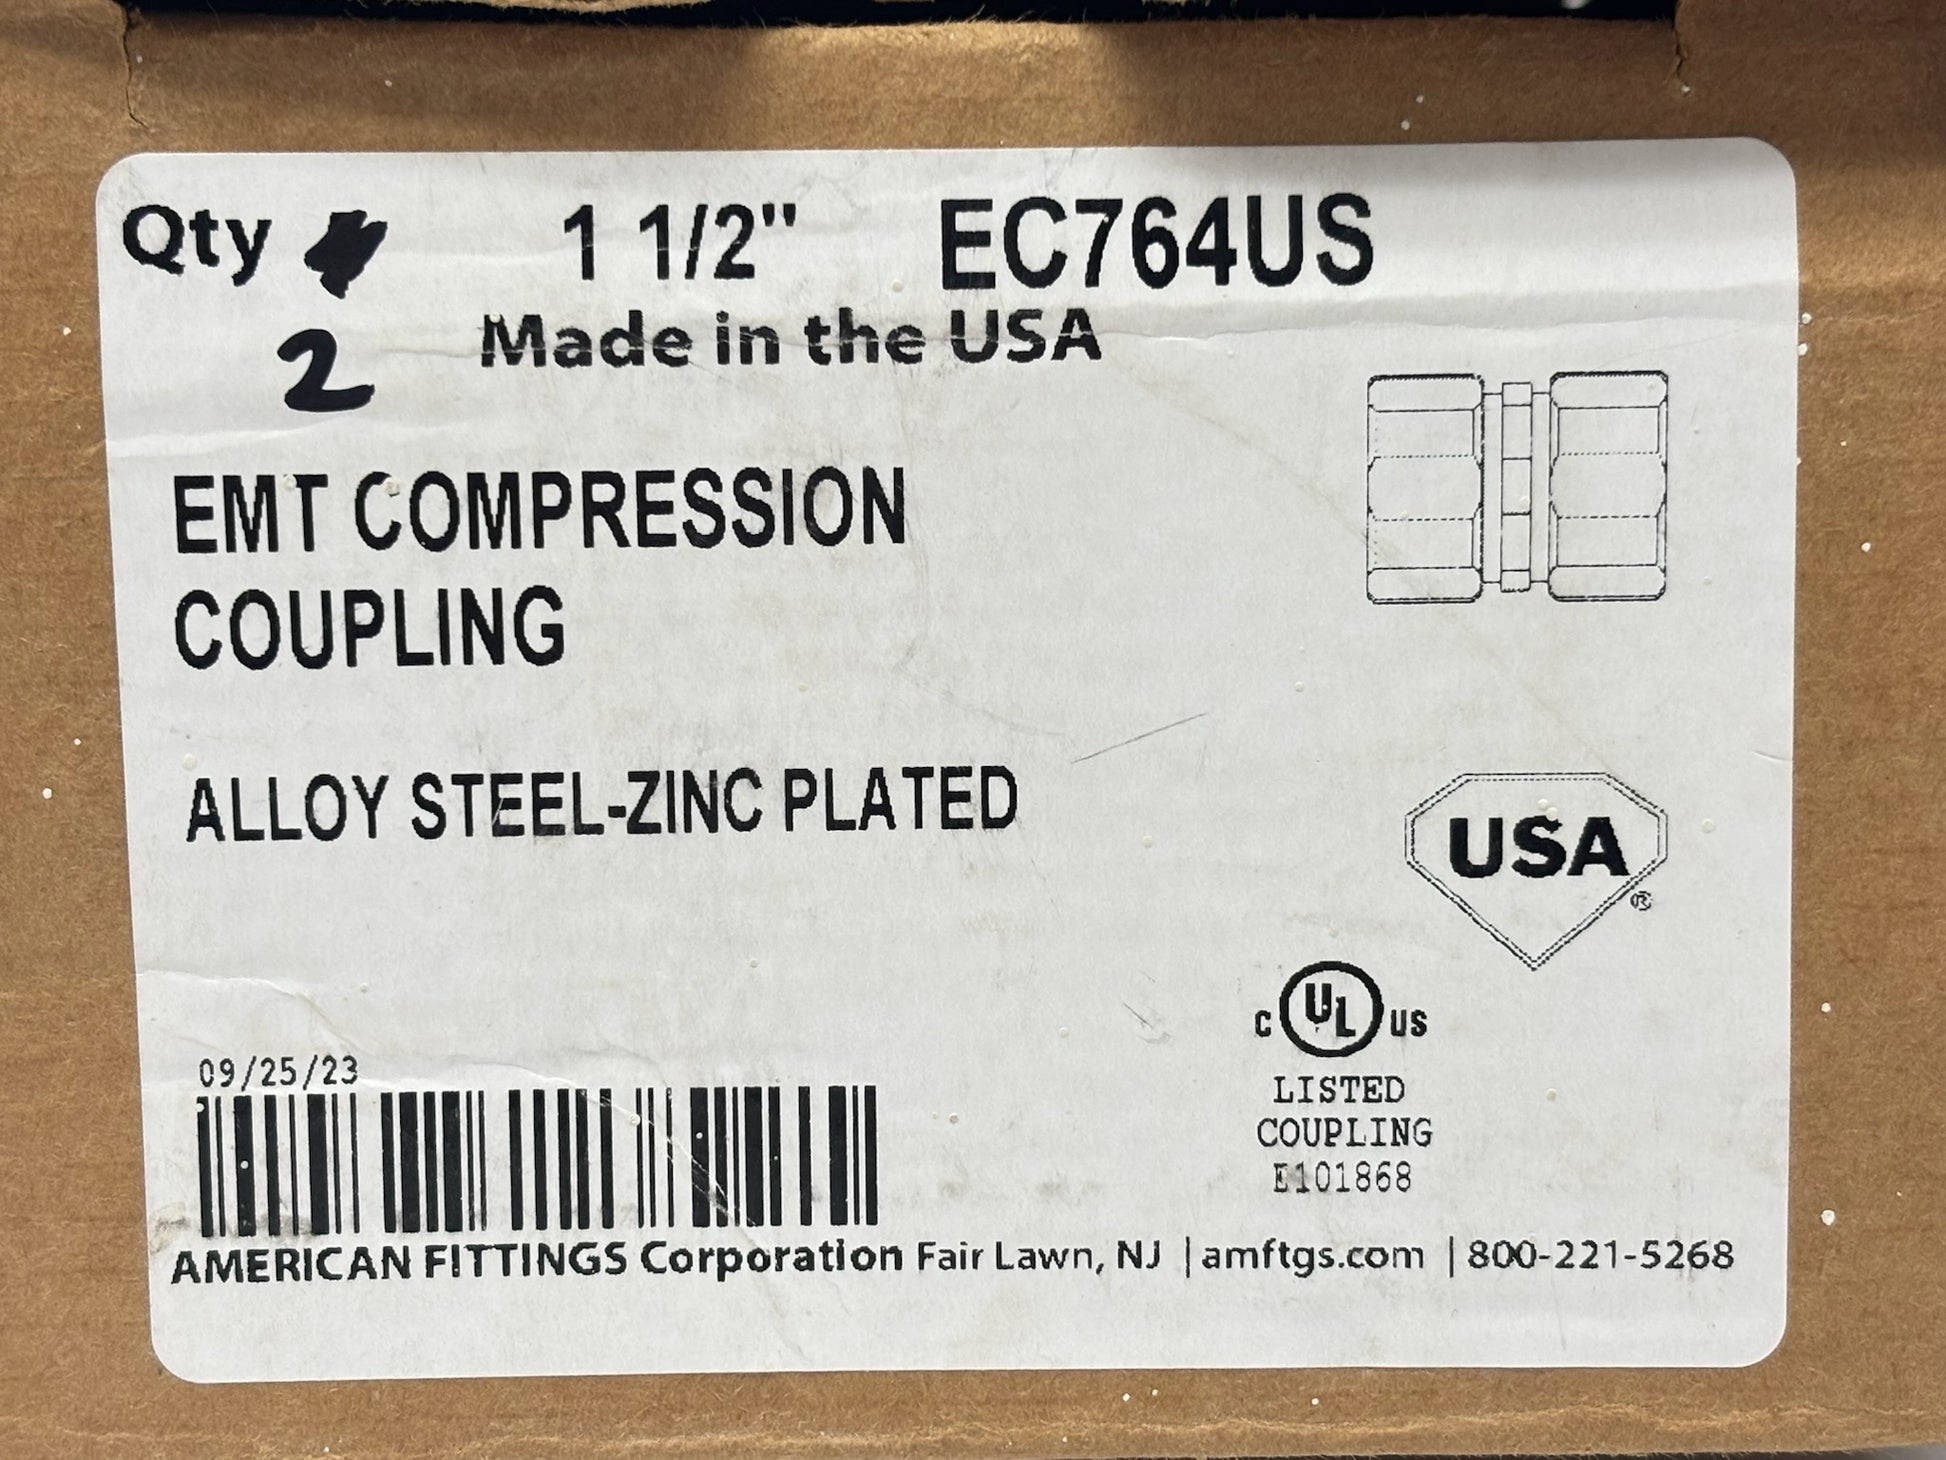 Qty 1 1/2" EC764US
2 Made in the USA
EMT COMPRESSION
COUPLING
ALLOY STEEL-ZINC PLATED
USA
®
C UL US
LISTED
COUPLING
E101868
09/25/23
AMERICAN FITTINGS Corporation Fair Lawn, NJ | amftgs.com | 800-221-5268